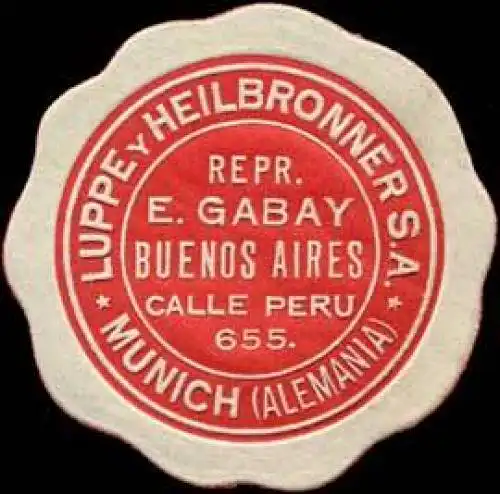 LUPPE Y HEILBRONNER S.A.
REPR.
E. GABAY
BUENOS AIRES
CALLE PERU
655.
* MUNICH (ALEMANIA) *